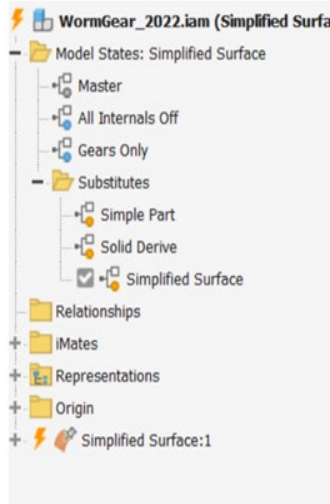 WormGear_2022.iam (Simplified Surfa
Model States: Simplified Surface
Master
All Internals Off
Gears Only
Substitutes
Simple Part
Solid Derive
Simplified Surface
Relationships
iMates
Representations
Origin
Simplified Surface:1